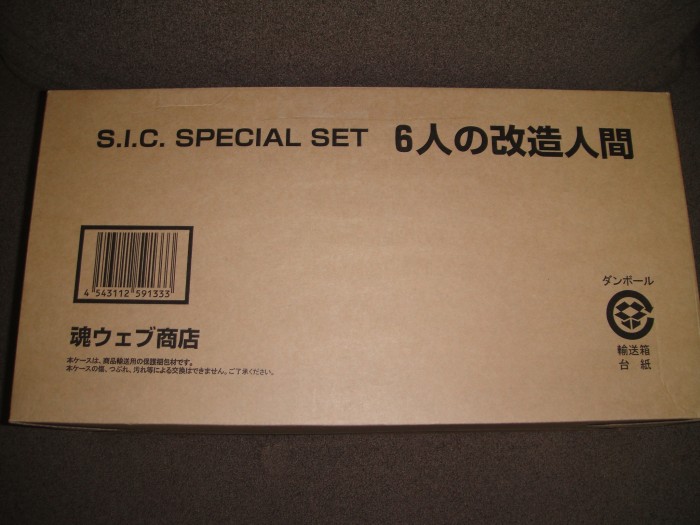 S.I.C. SPECIAL SET 6人の改造人間
4 543112 591333
魂ウェブ商店
本ケースは、商品輸送用の保護梱包材です。
本ケースの傷、つぶれ、汚れ等による交換はできません。ご了承ください。
ダンボール
輸送箱
台紙